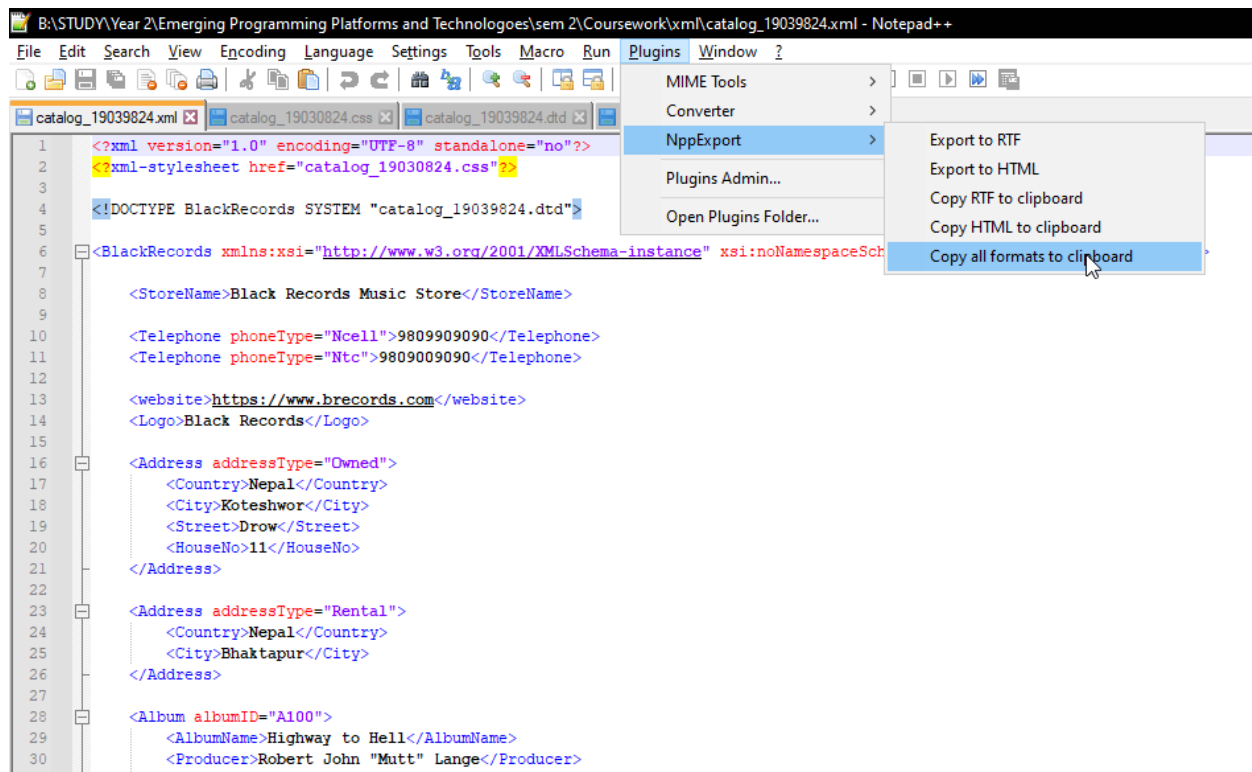 B:\STUDY\Year 2\Emerging Programming Platforms and Technologoes\sem 2\Coursework\xml\catalog_19039824.xml - Notepad++
File Edit Search View Encoding Language Settings Tools Macro Run Plugins Window ?
MIME Tools
Converter
NppExport
Plugins Admin...
Open Plugins Folder...
Export to RTF
Export to HTML
Copy RTF to clipboard
Copy HTML to clipboard
Copy all formats to clipboard
catalog_19039824.xml catalog_19030824.css catalog_19039824.dtd
1 <?xml version="1.0" encoding="UTF-8" standalone="no"?>
2 <?xml-stylesheet href="catalog_19030824.css"?>
3
4 <!DOCTYPE BlackRecords SYSTEM "catalog_19039824.dtd">
5
6 <BlackRecords xmlns:xsi="http://www.w3.org/2001/XMLSchema-instance" xsi:noNamespaceSch
7
8 <StoreName>Black Records Music Store</StoreName>
9
10 <Telephone phoneType="Ncell">9809909090</Telephone>
11 <Telephone phoneType="Ntc">9809009090</Telephone>
12
13 <website>https://www.brecords.com</website>
14 <Logo>Black Records</Logo>
15
16 <Address addressType="Owned">
17 <Country>Nepal</Country>
18 <City>Koteshwor</City>
19 <Street>Drow</Street>
20 <HouseNo>11</HouseNo>
21 </Address>
22
23 <Address addressType="Rental">
24 <Country>Nepal</Country>
25 <City>Bhaktapur</City>
26 </Address>
27
28 <Album albumID="A100">
29 <AlbumName>Highway to Hell</AlbumName>
30 <Producer>Robert John "Mutt" Lange</Producer>